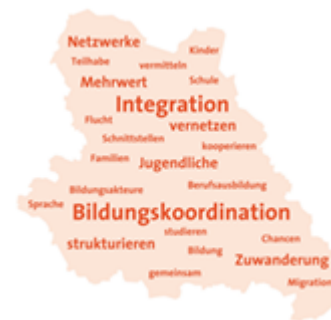 Netzwerke
Kinder
Teilhabe
vermitteln
Mehrwert
Schule
Integration
Flucht
vernetzen
Schnittstellen
kooperieren
Familien
Jugendliche
Bildungsakteure
Berufsausbildung
Sprache
Bildungskoordination
studieren
strukturieren
Bildung
Chancen
Zuwanderung
gemeinsam
Migration